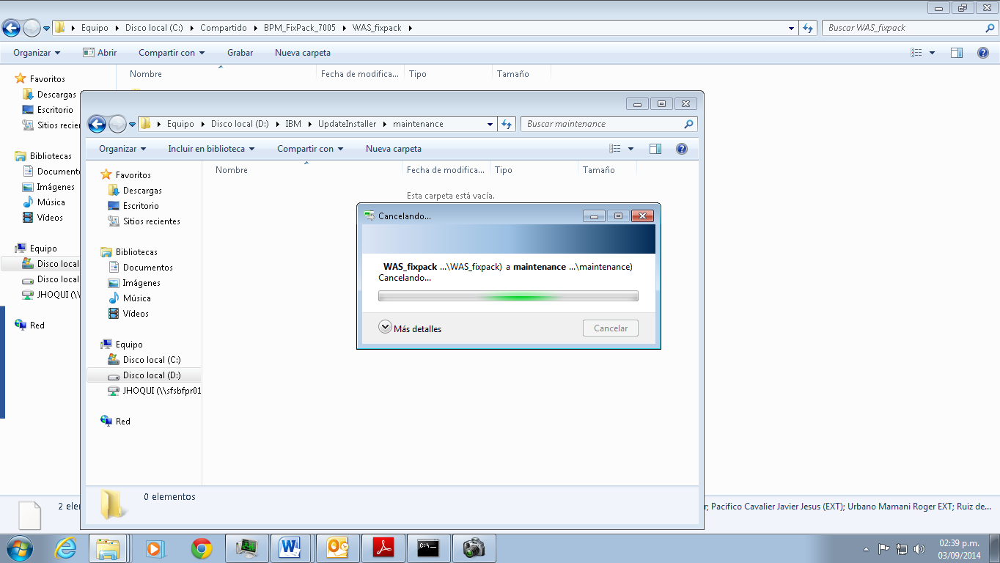 Equipo Disco local (C:) Compartido BPM_FixPack_7005 WAS_fixpack
Buscar WAS_fixpack
Organizar Abrir Compartir con Grabar Nueva carpeta
Nombre Fecha de modifica... Tipo Tamaño
Favoritos
Descargas
Escritorio
Sitios
Bibliotecas
Imágenes
Música
Vídeos
Equipo
Disco local
Disco local
JHOQUI
Red
2
Equipo Disco local (D:) IBM UpdateInstaller maintenance
Buscar maintenance
Organizar Incluir en biblioteca Compartir con Nueva carpeta
Nombre Fecha de modifica... Tipo Tamaño
Esta carpeta está vacía.
Favoritos
Descargas
Escritorio
Sitios recientes
Bibliotecas
Documentos
Imágenes
Música
Vídeos
Equipo
Disco local (C:)
Disco local (D:)
JHOQUI (\\sfsbfpr01
Red
0 elementos
Cancelando...
WAS_fixpack ...\WAS_fixpack) a maintenance ...\maintenance)
Cancelando...
Más detalles
Cancelar
; Pacifico Cavalier Javier Jesus (EXT); Urbano Mamani Roger EXT; Ruiz de...
02:39 p.m.
03/09/2014